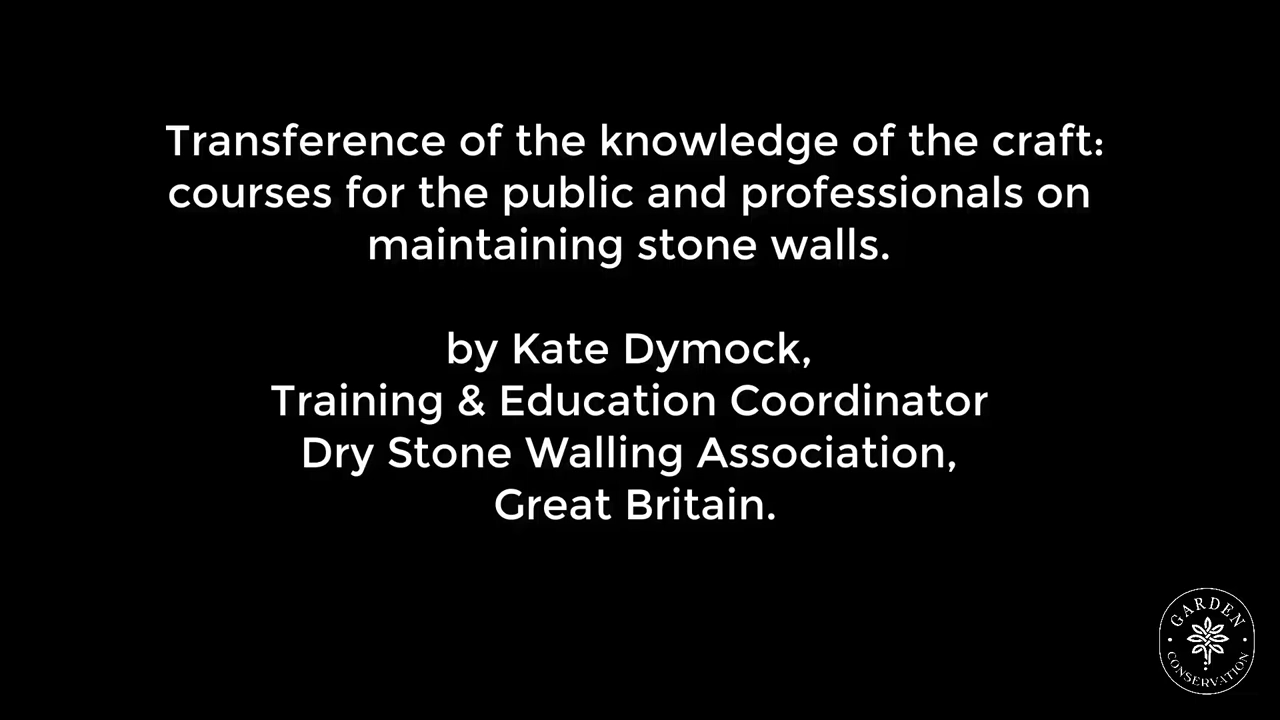 Transference of the knowledge of the craft:
courses for the public and professionals on
maintaining stone walls.
by Kate Dymock,
Training & Education Coordinator
Dry Stone Walling Association,
Great Britain.
GARDEN
CONSERVATION